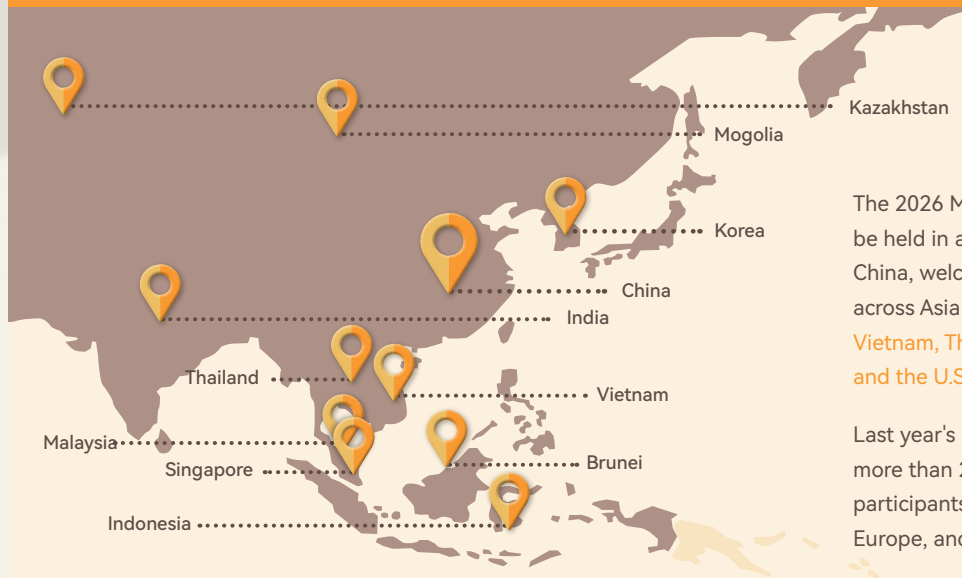 Kazakhstan
Mogolia
The 2026 M
Korea
be held in a
China, welc
China
across Asia
India
Vietnam, Th
Thailand
and the U.S
Vietnam
Last year's
Malaysia
Brunei
more than 2
Singapore
participants
Indonesia
Europe, and